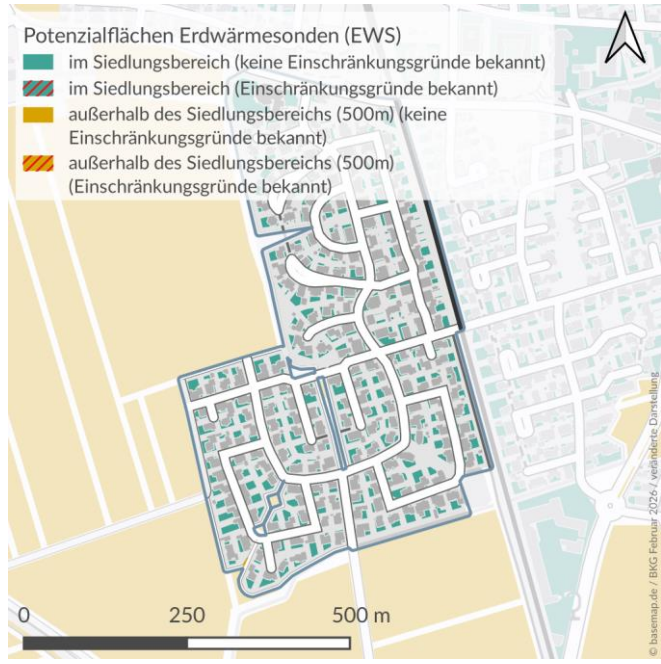 Potenzialflächen Erdwärmesonden (EWS)
im Siedlungsbereich (keine Einschränkungsgründe bekannt)
im Siedlungsbereich (Einschränkungsgründe bekannt)
außerhalb des Siedlungsbereichs (500m) (keine
Einschränkungsgründe bekannt)
außerhalb des Siedlungsbereichs (500m)
(Einschränkungsgründe bekannt)
0 250 500 m
© basemap.de / BKG Februar 2026 / veränderte Darstellung